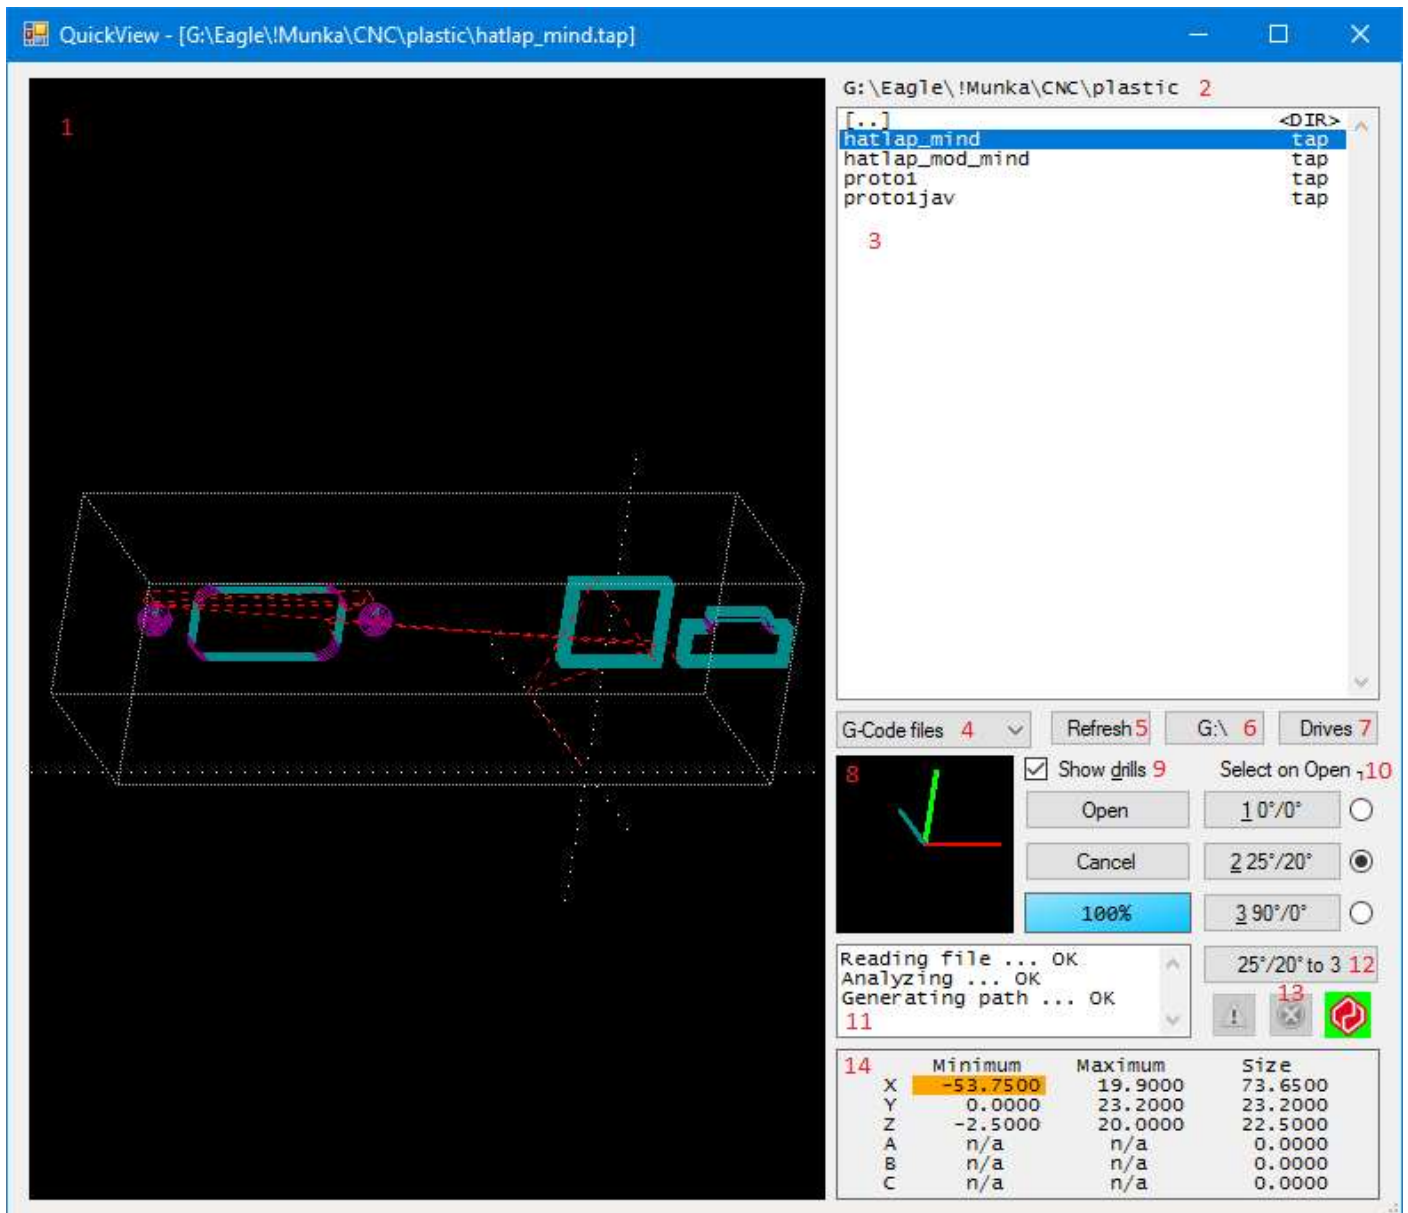 QuickView - [G:\Eagle\!Munka\CNC\plastic\hatlap_mind.tap]
1
G:\Eagle\!Munka\CNC\plastic 2
[..] <DIR>
hatlap_mind tap
hatlap_mod_mind tap
proto1 tap
proto1jav tap
3
G-Code files 4 Refresh 5 G:\ 6 Drives 7
8 Show drills 9 Select on Open ┐10
Open 1 0°/0°
Cancel 2 25°/20°
100% 3 90°/0°
Reading file ... OK
Analyzing ... OK
Generating path ... OK
11
25°/20° to 3 12
13
14 Minimum Maximum Size
X -53.7500 19.9000 73.6500
Y 0.0000 23.2000 23.2000
Z -2.5000 20.0000 22.5000
A n/a n/a 0.0000
B n/a n/a 0.0000
C n/a n/a 0.0000